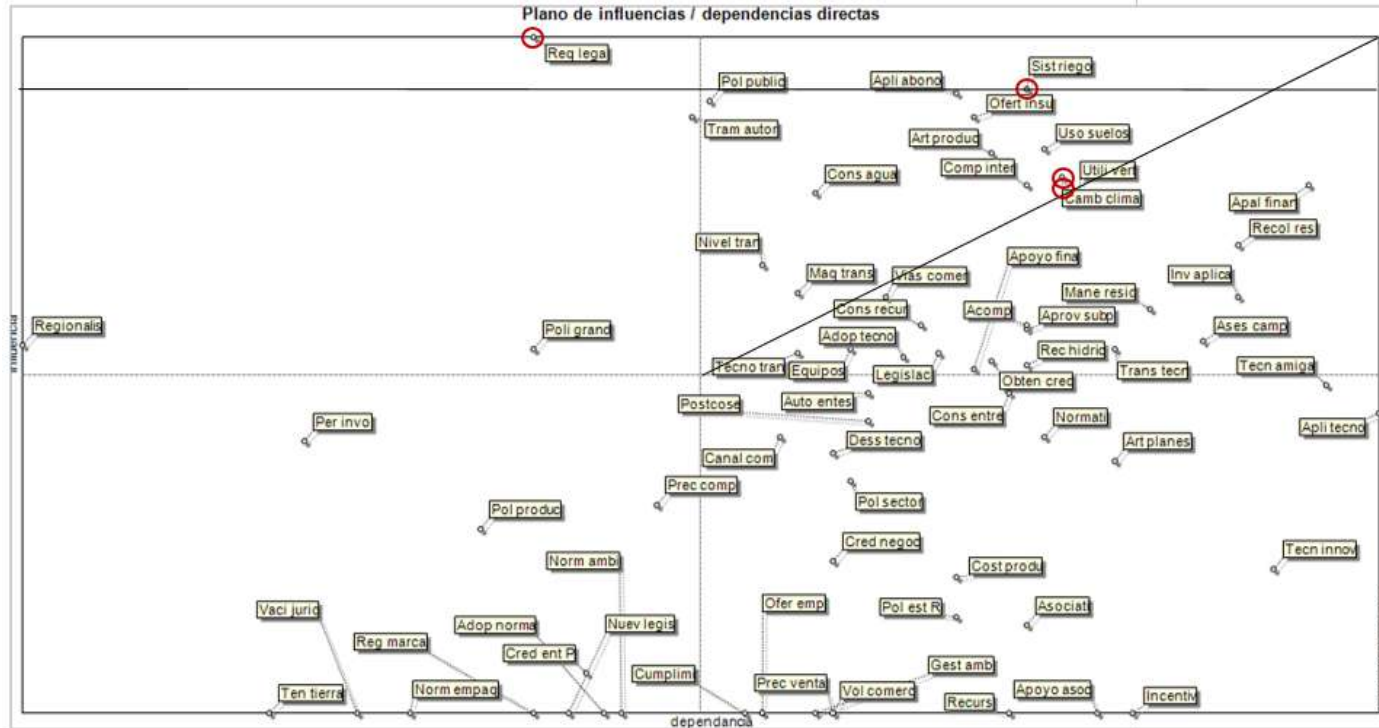 Plano de influencias / dependencias directas
Req lega
Sist riego
Pol public
Apli abono
Ofert insu
Tram autor
Art produc
Uso suelos
Comp inter
Utili vert
Cons agua
Camb clima
Apal finan
Recol res
Nivel tran
Apoyo fina
Maq trans
Vias comer
Inv aplica
Mane resid
Cons recur
Acomp
Aprov subp
Regionalis
Poli grand
Adop tecno
Ases camp
influencia
Rec hidric
Tecno tran
Equipos
Legislac
Trans tecn
Tecn amiga
Obten cred
Postcose
Auto entes
Cons entre
Per invo
Normati
Apli tecno
Dess tecno
Art planes
Canal com
Prec comp
Pol sector
Pol produc
Cred negoc
Tecn innov
Norm ambi
Cost produ
Vaci juric
Ofer emp
Pol est R
Asociati
Adop norma
Nuev legis
Reg marca
Cred ent P
Gest amb
Cumplimi
Prec venta
Ten tierra
Norm empaq
Vol comerc
Recurs
Apoyo asoc
Incentiv
dependancia